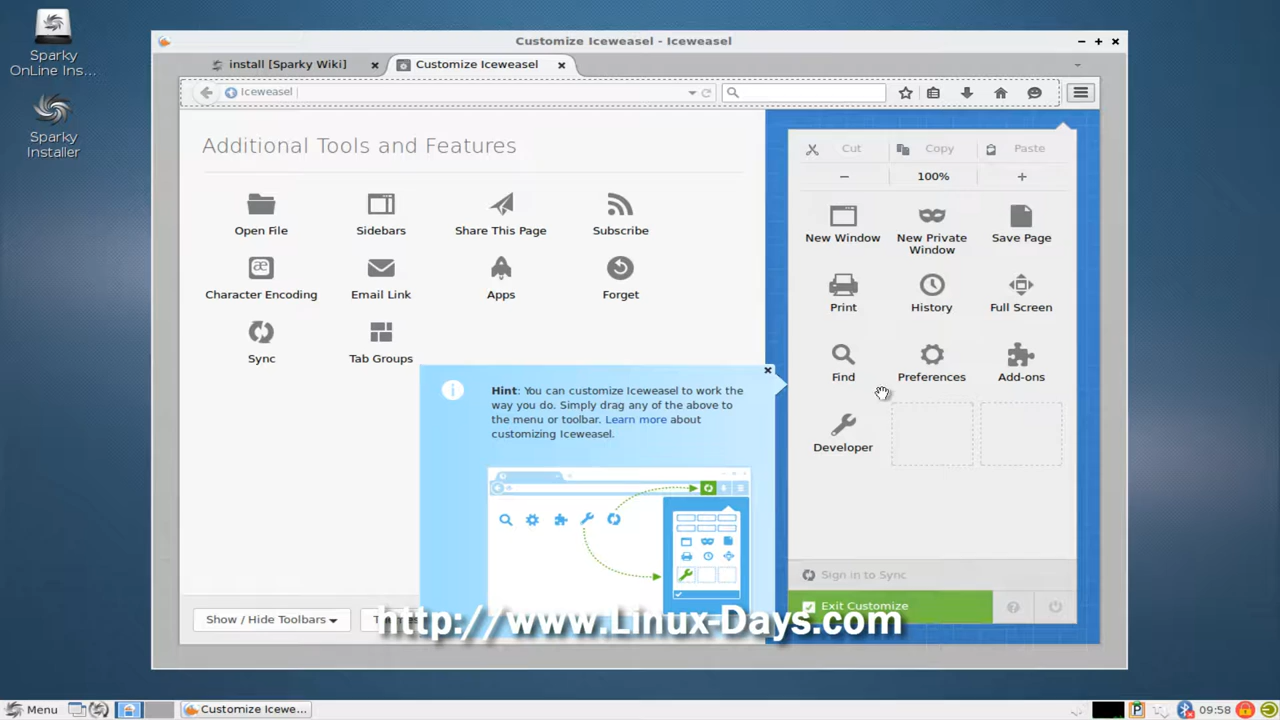 Sparky
OnLine Ins...
Sparky
Installer
Customize Iceweasel - Iceweasel
install [Sparky Wiki]
Customize Iceweasel
Iceweasel
Additional Tools and Features
Open File
Sidebars
Share This Page
Subscribe
Character Encoding
Email Link
Apps
Forget
Sync
Tab Groups
Hint: You can customize Iceweasel to work the
way you do. Simply drag any of the above to
the menu or toolbar. Learn more about
customizing Iceweasel.
Cut
Copy
Paste
100%
New Window
New Private
Window
Save Page
Print
History
Full Screen
Find
Preferences
Add-ons
Developer
Sign in to Sync
Exit Customize
Show / Hide Toolbars
http://www.Linux-Days.com
Menu
Customize Icewe...
09:58